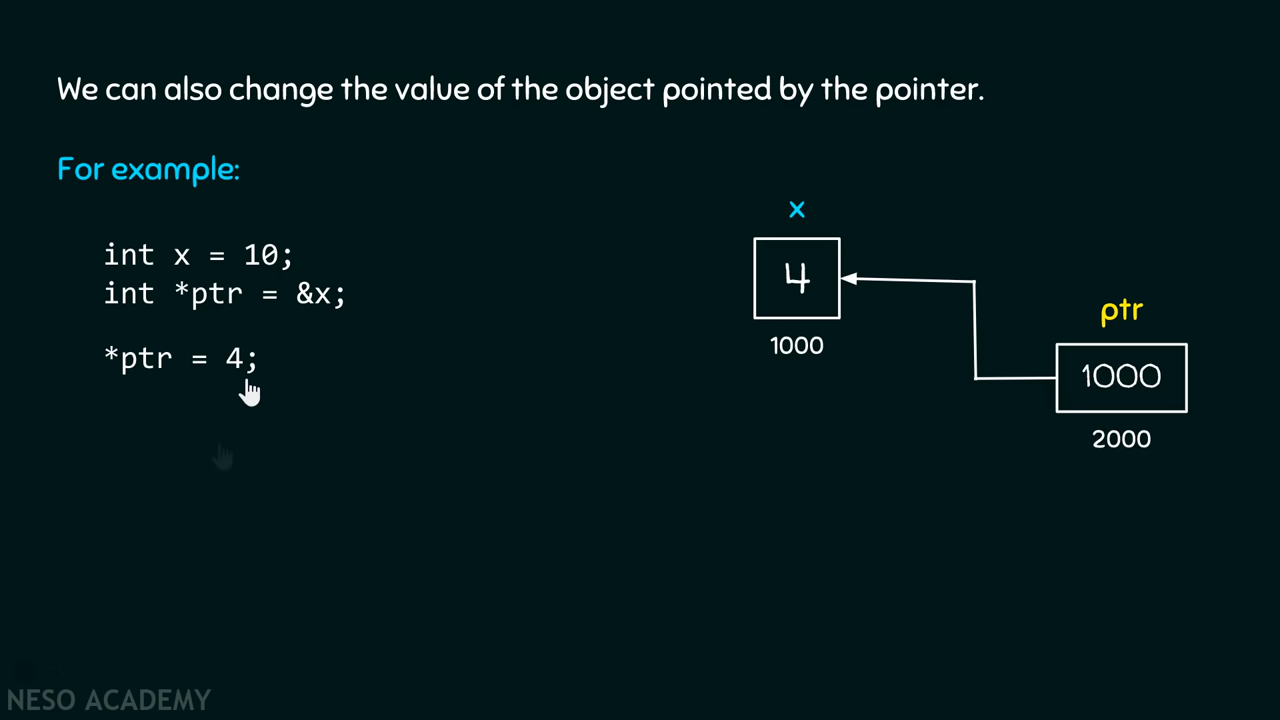 We can also change the value of the object pointed by the pointer.
For example:
int x = 10;
int *ptr = &x;
*ptr = 4;
x
4
1000
ptr
1000
2000
NESO ACADEMY